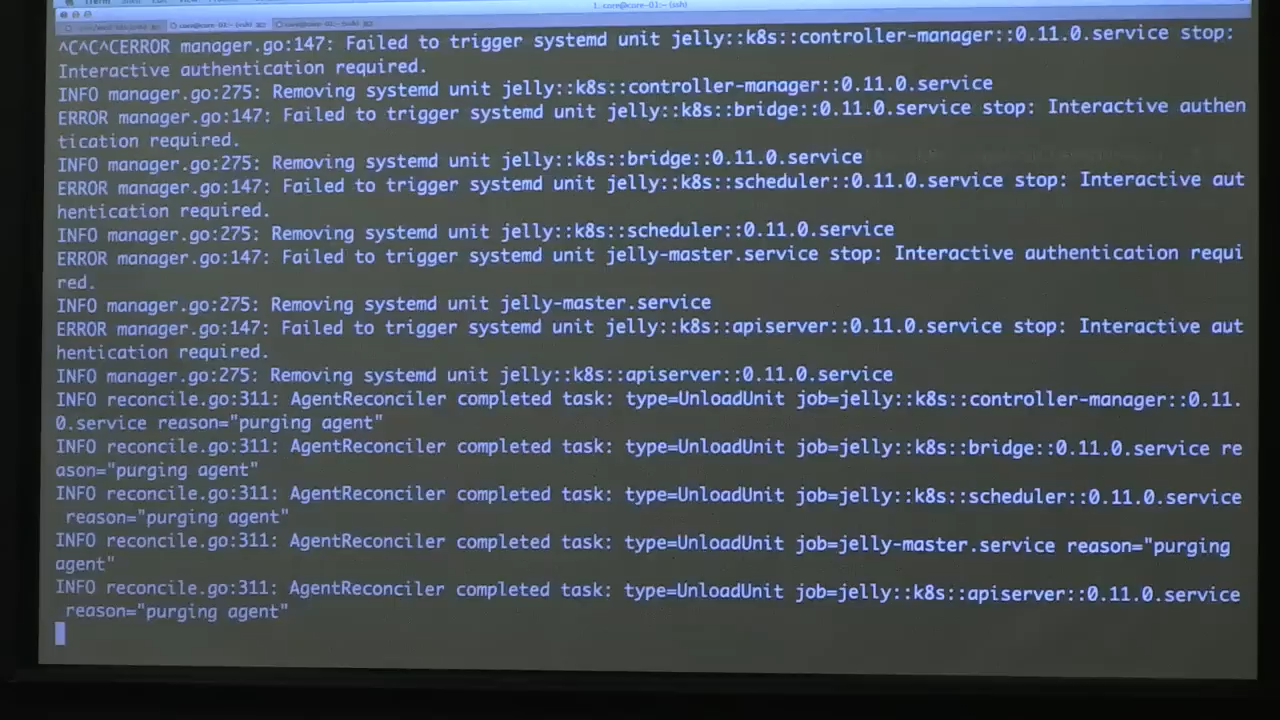 1. core@core-01:~ (ssh)
^C^C^CERROR manager.go:147: Failed to trigger systemd unit jelly::k8s::controller-manager::0.11.0.service stop:
Interactive authentication required.
INFO manager.go:275: Removing systemd unit jelly::k8s::controller-manager::0.11.0.service
ERROR manager.go:147: Failed to trigger systemd unit jelly::k8s::bridge::0.11.0.service stop: Interactive authen
tication required.
INFO manager.go:275: Removing systemd unit jelly::k8s::bridge::0.11.0.service
ERROR manager.go:147: Failed to trigger systemd unit jelly::k8s::scheduler::0.11.0.service stop: Interactive aut
hentication required.
INFO manager.go:275: Removing systemd unit jelly::k8s::scheduler::0.11.0.service
ERROR manager.go:147: Failed to trigger systemd unit jelly-master.service stop: Interactive authentication requi
red.
INFO manager.go:275: Removing systemd unit jelly-master.service
ERROR manager.go:147: Failed to trigger systemd unit jelly::k8s::apiserver::0.11.0.service stop: Interactive aut
hentication required.
INFO manager.go:275: Removing systemd unit jelly::k8s::apiserver::0.11.0.service
INFO reconcile.go:311: AgentReconciler completed task: type=UnloadUnit job=jelly::k8s::controller-manager::0.11.
0.service reason="purging agent"
INFO reconcile.go:311: AgentReconciler completed task: type=UnloadUnit job=jelly::k8s::bridge::0.11.0.service re
ason="purging agent"
INFO reconcile.go:311: AgentReconciler completed task: type=UnloadUnit job=jelly::k8s::scheduler::0.11.0.service
 reason="purging agent"
INFO reconcile.go:311: AgentReconciler completed task: type=UnloadUnit job=jelly-master.service reason="purging
agent"
INFO reconcile.go:311: AgentReconciler completed task: type=UnloadUnit job=jelly::k8s::apiserver::0.11.0.service
 reason="purging agent"